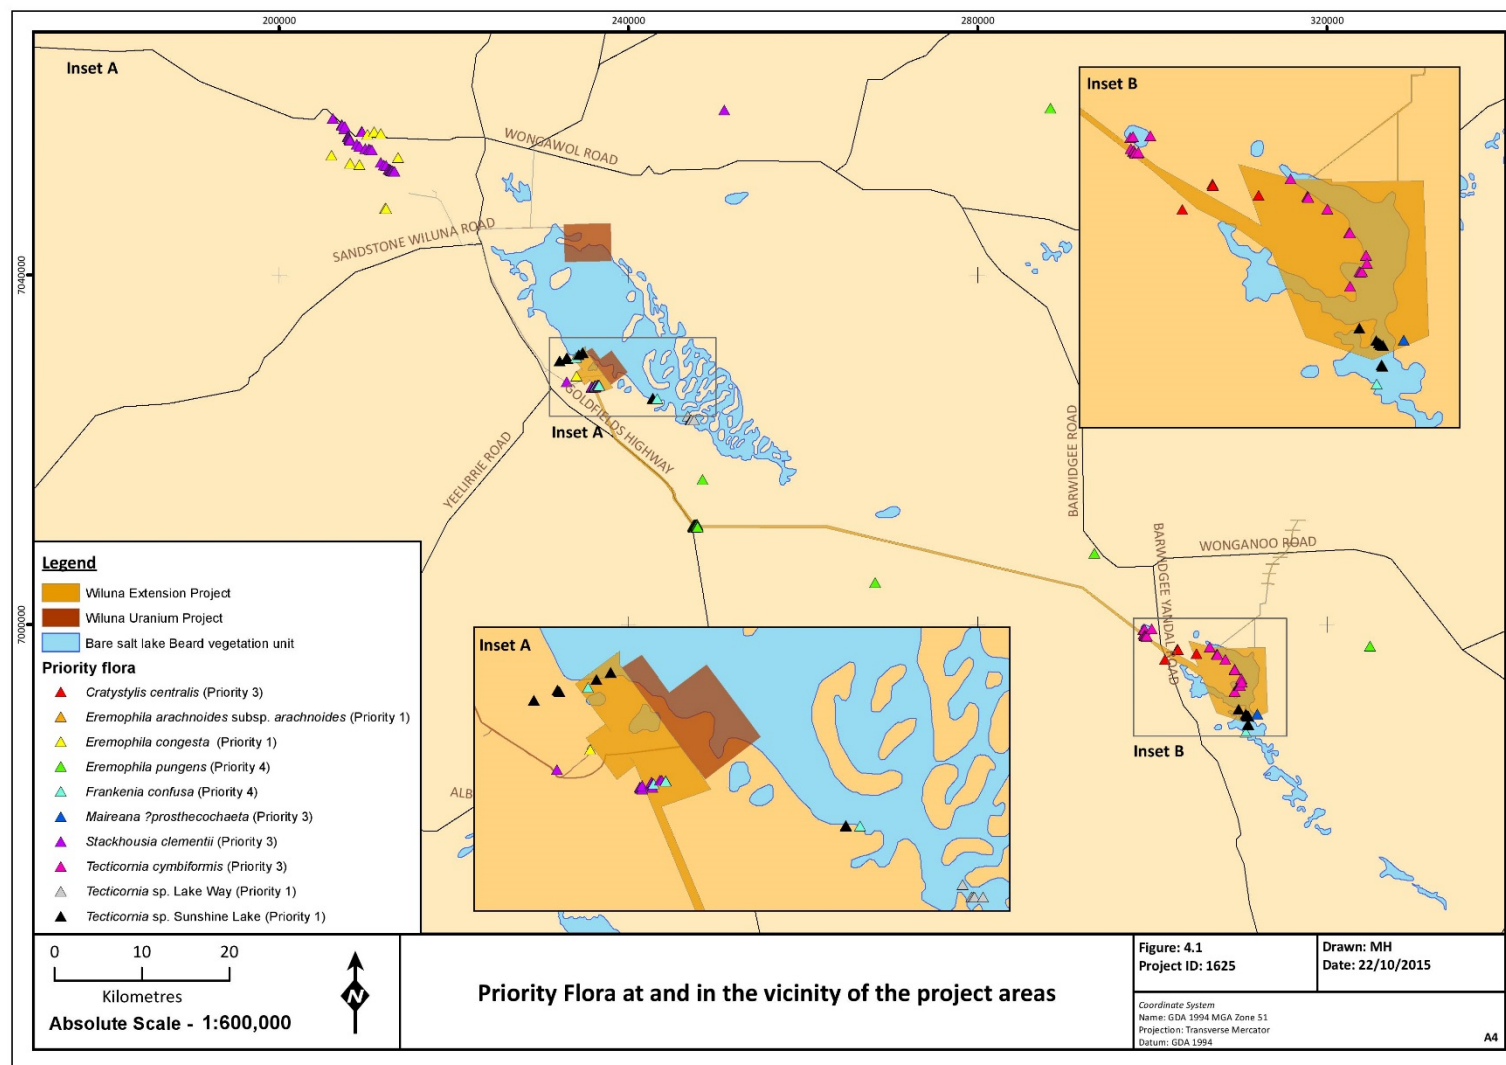 200000
240000
280000
320000
Inset A
Inset B
WONGAWOL ROAD
SANDSTONE WILUNA ROAD
7040000
GOLDFIELDS HIGHWAY
Inset A
YEELIRRIE ROAD
BARWIDGEE ROAD
BARWIDGEE YANDAL ROAD
WONGANOO ROAD
7000000
Inset A
Inset B
ALB
Legend
Wiluna Extension Project
Wiluna Uranium Project
Bare salt lake Beard vegetation unit
Priority flora
Cratystylis centralis (Priority 3)
Eremophila arachnoides subsp. arachnoides (Priority 1)
Eremophila congesta (Priority 1)
Eremophila pungens (Priority 4)
Frankenia confusa (Priority 4)
Maireana ?prosthecochaeta (Priority 3)
Stackhousia clementii (Priority 3)
Tecticornia cymbiformis (Priority 3)
Tecticornia sp. Lake Way (Priority 1)
Tecticornia sp. Sunshine Lake (Priority 1)
0 10 20
Kilometres
Absolute Scale - 1:600,000
N
Priority Flora at and in the vicinity of the project areas
Figure: 4.1
Project ID: 1625
Drawn: MH
Date: 22/10/2015
Coordinate System
Name: GDA 1994 MGA Zone 51
Projection: Transverse Mercator
Datum: GDA 1994
A4